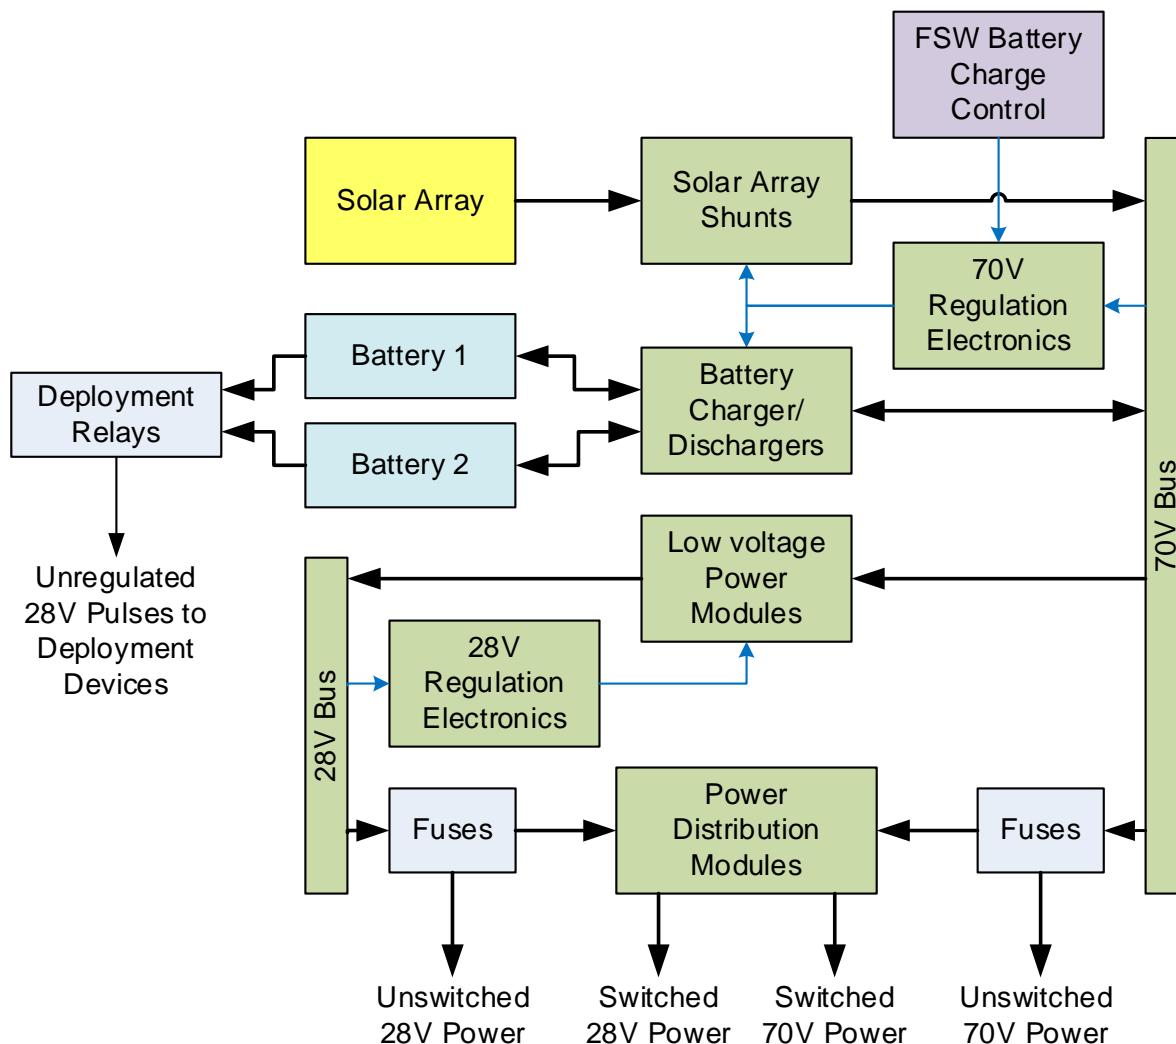 FSW Battery
Charge
Control
Solar Array
Solar Array
Shunts
70V
Regulation
Electronics
Battery 1
Battery
Charger/
Dischargers
Deployment
Relays
Battery 2
70V Bus
Low voltage
Power
Modules
Unregulated
28V Pulses to
Deployment
Devices
28V Bus
28V
Regulation
Electronics
Fuses
Power
Distribution
Modules
Fuses
Unswitched
28V Power
Switched
28V Power
Switched
70V Power
Unswitched
70V Power